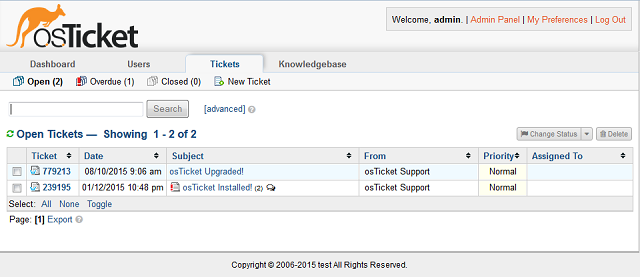 osTicket
Welcome, admin. | Admin Panel | My Preferences | Log Out
Dashboard Users Tickets Knowledgebase
Open (2) Overdue (1) Closed (0) New Ticket
Search [advanced]
Open Tickets — Showing 1 - 2 of 2 Change Status Delete
Ticket Date Subject From Priority Assigned To
779213 08/10/2015 9:06 am osTicket Upgraded! osTicket Support Normal
239195 01/12/2015 10:48 pm osTicket Installed! (2) osTicket Support Normal
Select: All None Toggle
Page: [1] Export
Copyright © 2006-2015 test All Rights Reserved.